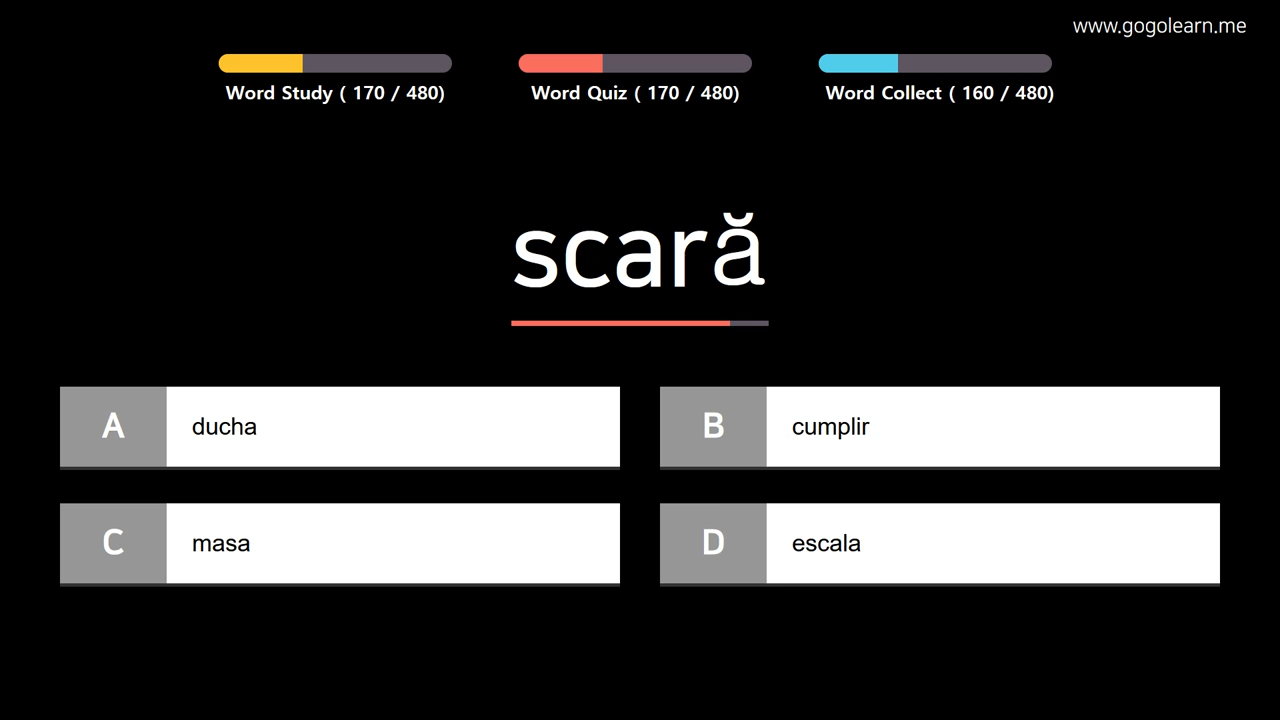 www.gogolearn.me
Word Study ( 170 / 480)
Word Quiz ( 170 / 480)
Word Collect ( 160 / 480)
scară
A ducha
B cumplir
C masa
D escala